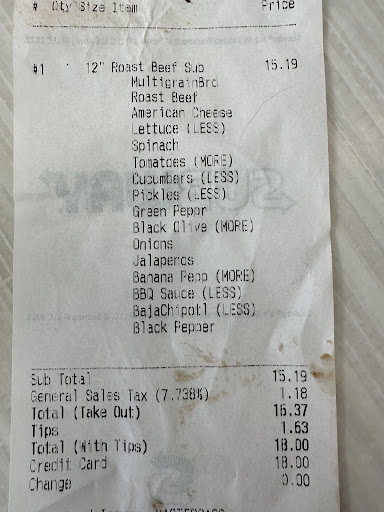 # Qty Size Item Price
#1 12" Roast Beef Sub 15.19
MultigrainBrd
Roast Beef
American Cheese
Lettuce (LESS)
Spinach
Tomatoes (MORE)
Cucumbers (LESS)
Pickles (LESS)
Green Peppr
Black Olive (MORE)
Onions
Jalapenos
Banana Pepp (MORE)
BBQ Sauce (LESS)
BajaChipotl (LESS)
Black Pepper
Sub Total 15.19
General Sales Tax (7.738%) 1.18
Total (Take Out) 16.37
Tips 1.63
Total (With Tips) 18.00
Credit Card 18.00
Change 0.00